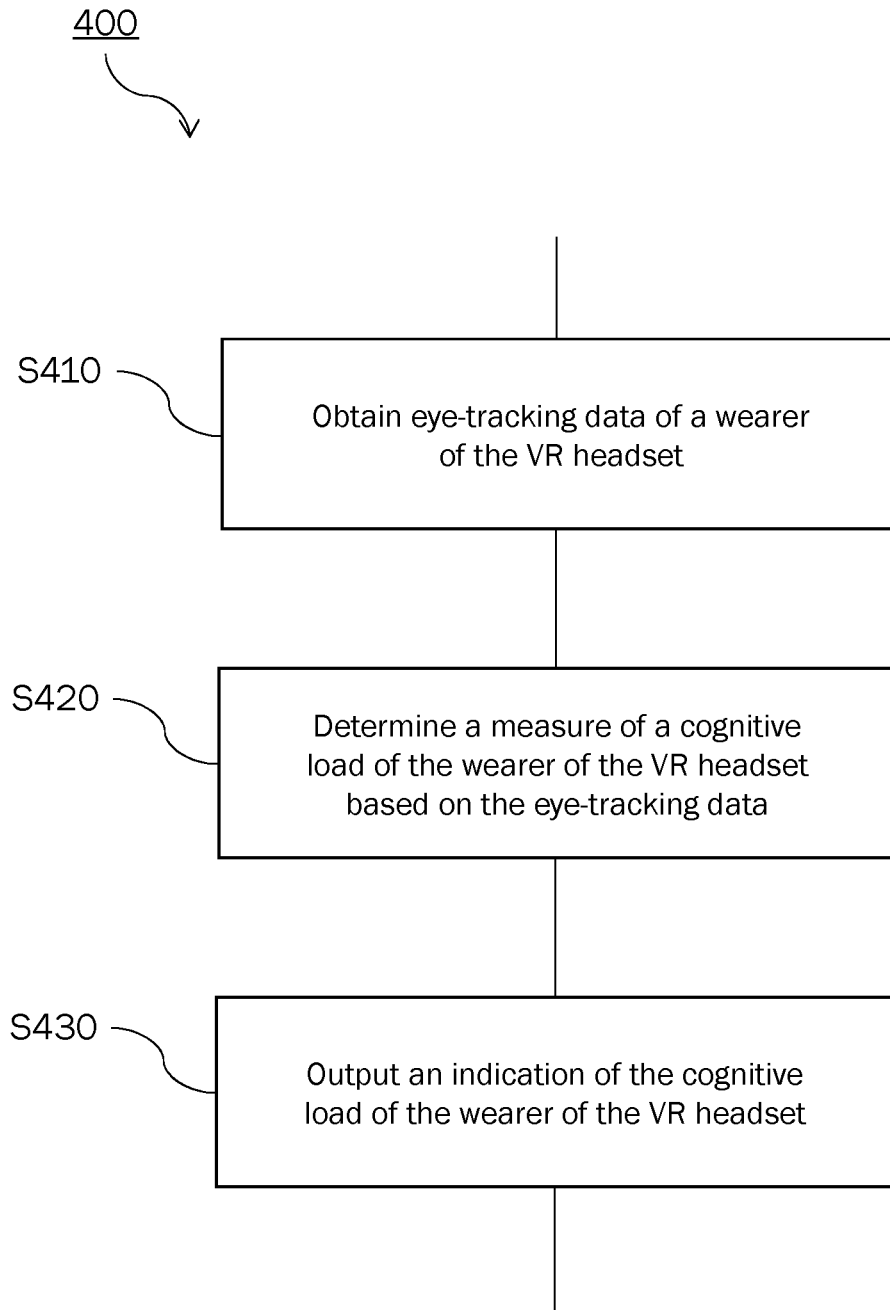 400
S410
Obtain eye-tracking data of a wearer
of the VR headset
S420
Determine a measure of a cognitive
load of the wearer of the VR headset
based on the eye-tracking data
S430
Output an indication of the cognitive
load of the wearer of the VR headset